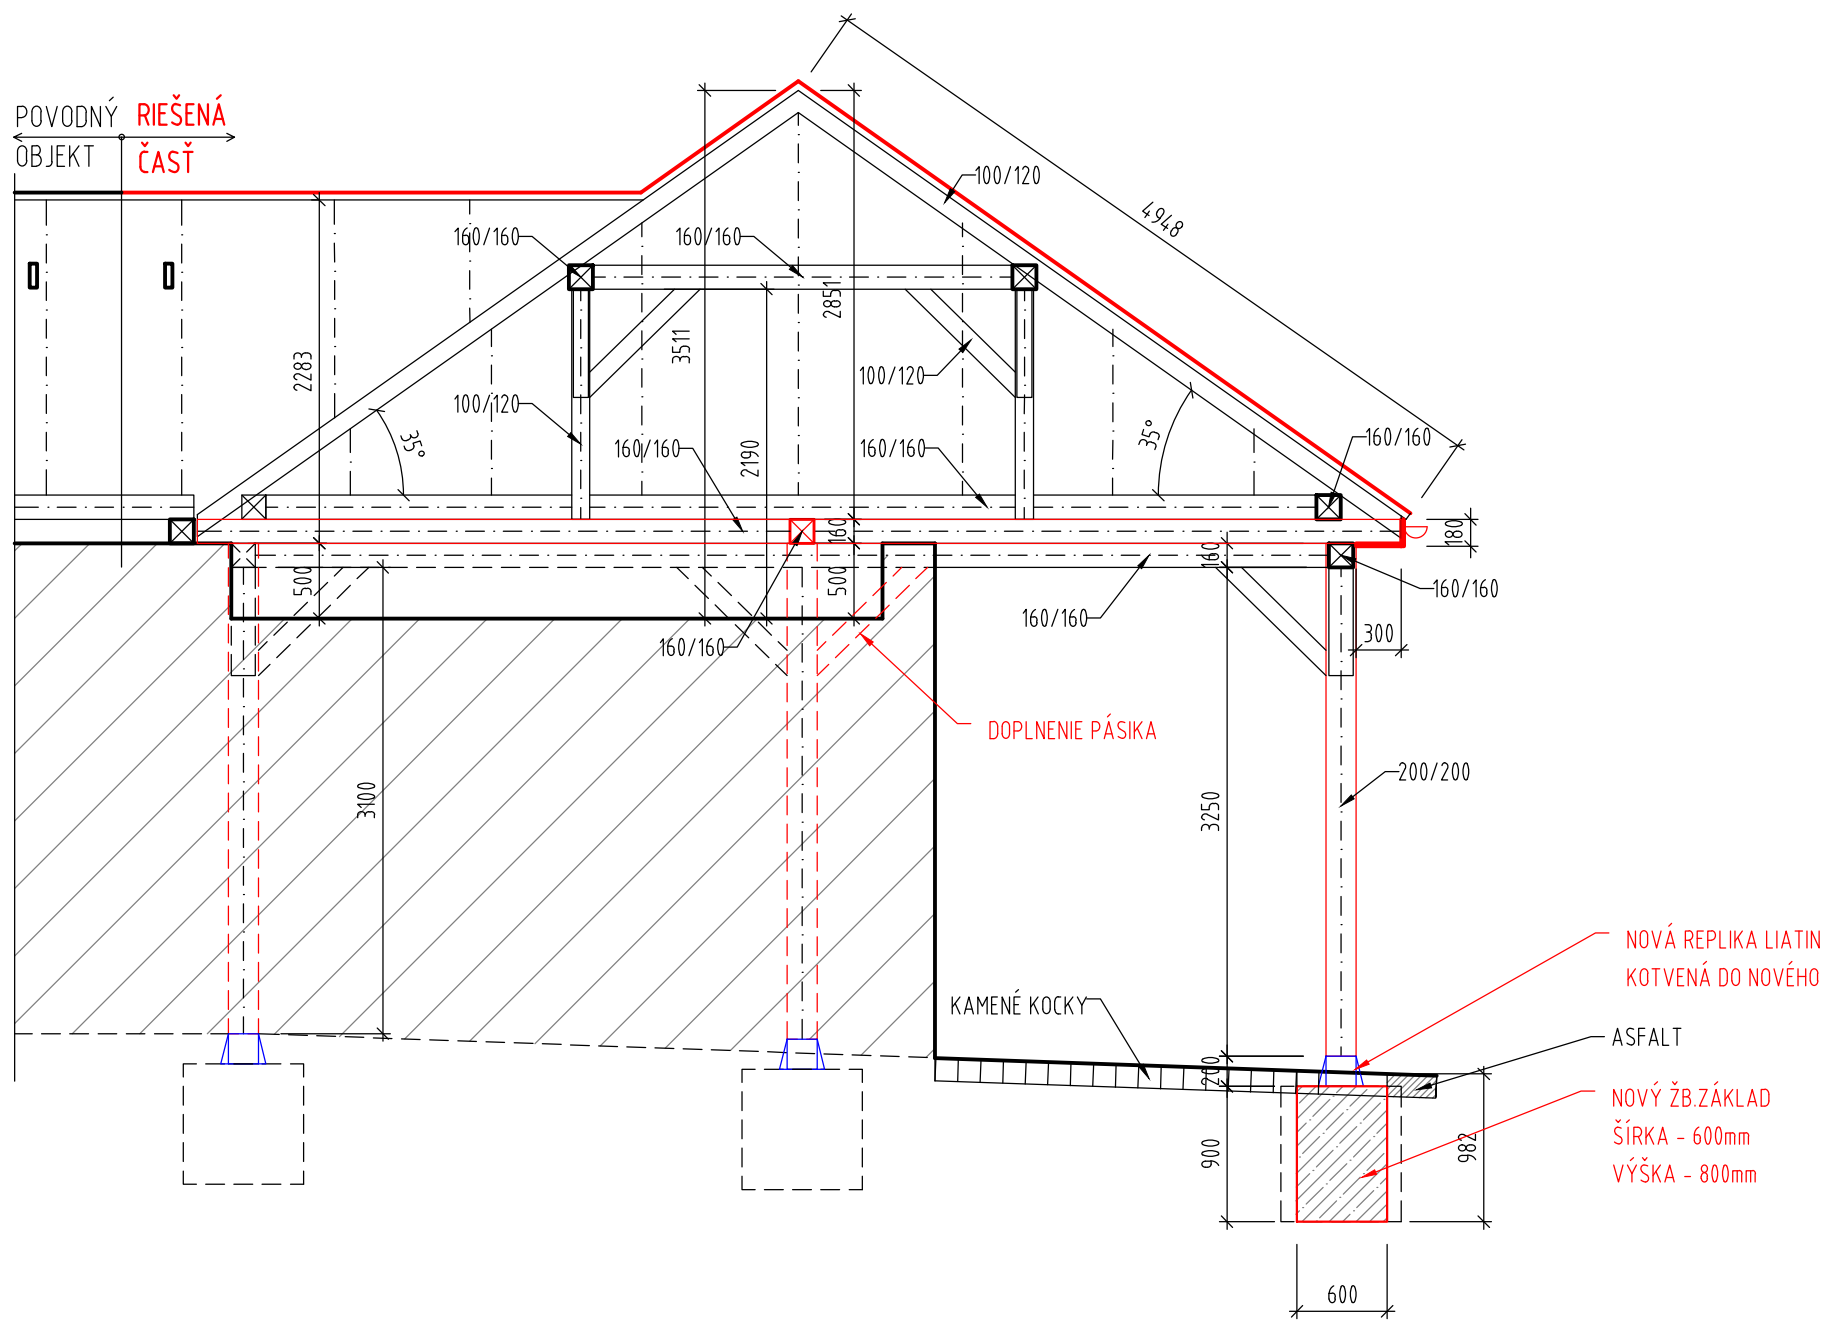 POVODNÝ
OBJEKT
RIEŠENÁ
ČASŤ
4948
100/120
160/160
160/160
2851
3511
2283
100/120
100/120
35°
35°
160/160
2190
160/160
160/160
160
180
160
500
500
160/160
160/160
160/160
300
DOPLNENIE PÁSIKA
200/200
3100
3250
KAMENÉ KOCKY
NOVÁ REPLIKA LIATIN
KOTVENÁ DO NOVÉHO
ASFALT
200
NOVÝ ŽB.ZÁKLAD
ŠÍRKA - 600mm
VÝŠKA - 800mm
900
982
600